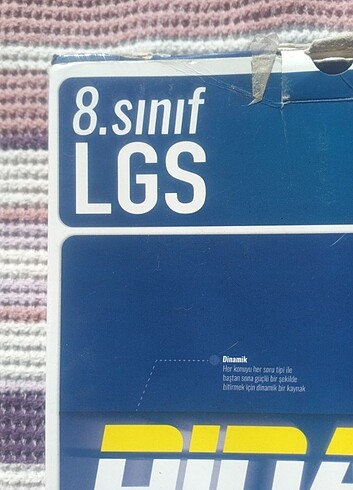 8.sınıf
LGS
Dinamik
Her konuyu her soru tipi ile
baştan sona güçlü bir şekilde
bitirmek için dinamik bir kaynak